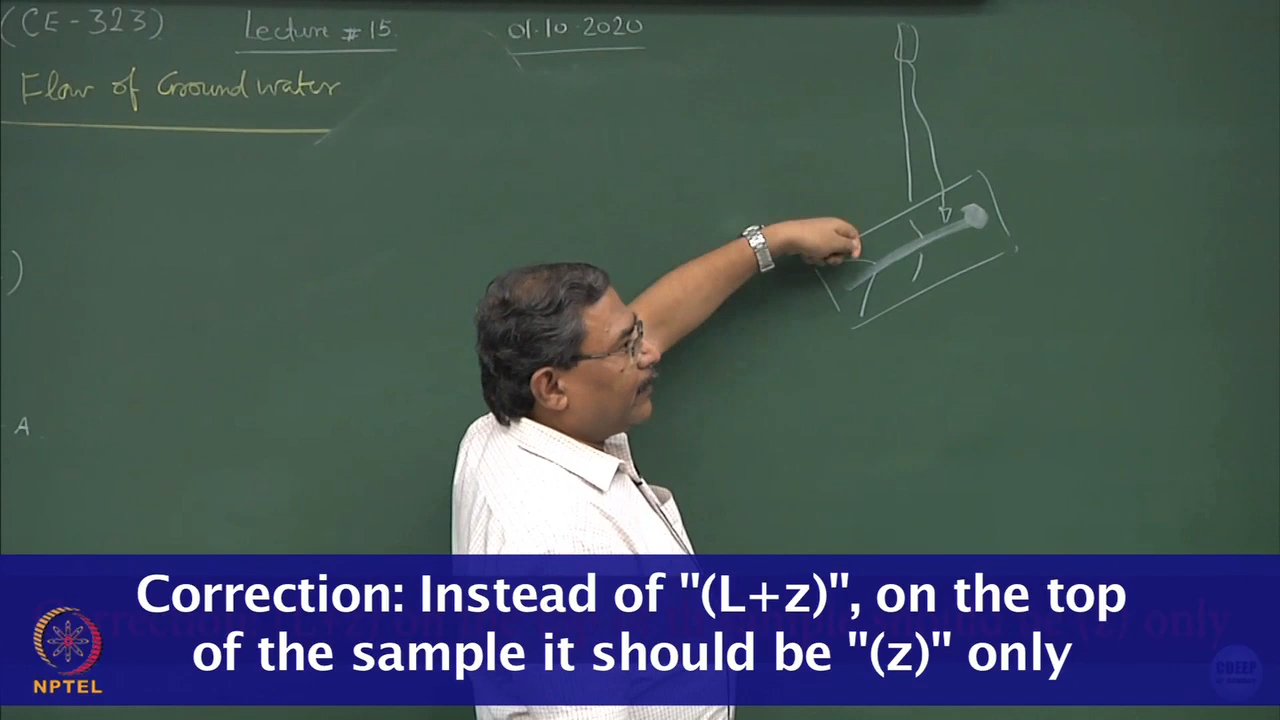 (CE-323) Lecture # 15. 01.10.2020
Flow of Groundwater
)
A
Correction: Instead of "(L+z)", on the top
of the sample it should be "(z)" only
NPTEL
CDEEP